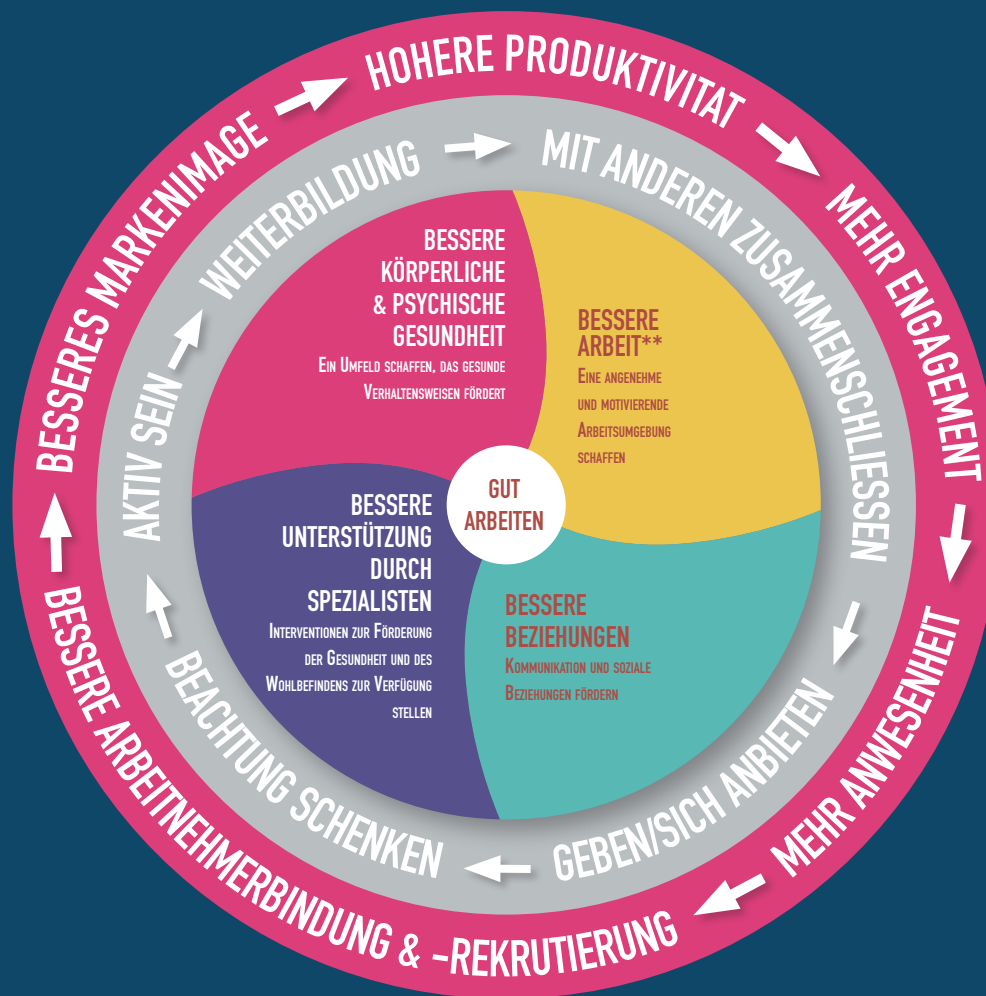 HOHERE PRODUKTIVITAT
MEHR ENGAGEMENT
MEHR ANWESENHEIT
BESSERE ARBEITNEHMERBINDUNG & -REKRUTIERUNG
BESSERES MARKENIMAGE
WEITERBILDUNG
MIT ANDEREN ZUSAMMENSCHLIESSEN
GEBEN/SICH ANBIETEN
BEACHTUNG SCHENKEN
AKTIV SEIN
BESSERE
KÖRPERLICHE
& PSYCHISCHE
GESUNDHEIT
EIN UMFELD SCHAFFEN, DAS GESUNDE
VERHALTENSWEISEN FÖRDERT
BESSERE
ARBEIT**
EINE ANGENEHME
UND MOTIVIERENDE
ARBEITSUMGEBUNG
SCHAFFEN
GUT
ARBEITEN
BESSERE
UNTERSTÜTZUNG
DURCH
SPEZIALISTEN
INTERVENTIONEN ZUR FÖRDERUNG
DER GESUNDHEIT UND DES
WOHLBEFINDENS ZUR VERFÜGUNG
STELLEN
BESSERE
BEZIEHUNGEN
KOMMUNIKATION UND SOZIALE
BEZIEHUNGEN FÖRDERN